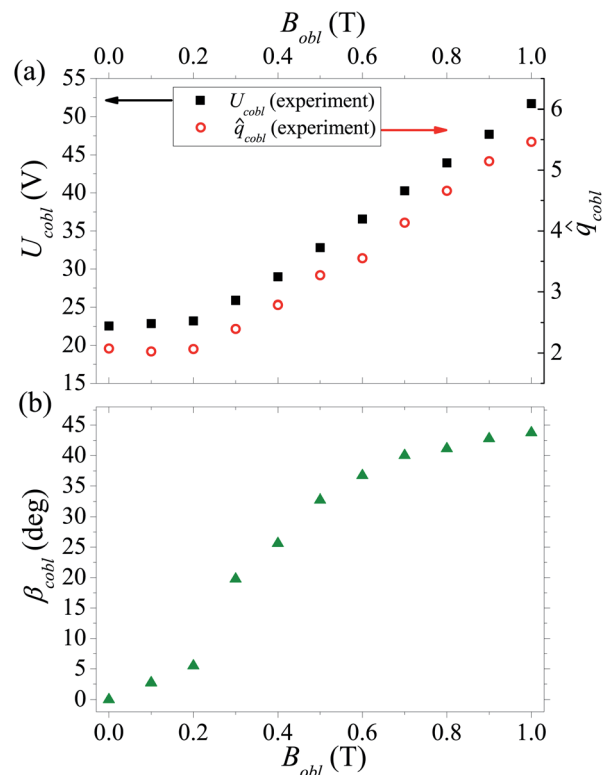 B_obl (T)
0.0 0.2 0.4 0.6 0.8 1.0
(a)
55
50
45
40
35
30
25
20
15
U_cobl (V)
U_cobl (experiment)
q̂_cobl (experiment)
6
5
4
3
2
q̂_cobl
(b)
45
40
35
30
25
20
15
10
5
0
β_cobl (deg)
0.0 0.2 0.4 0.6 0.8 1.0
B_obl (T)